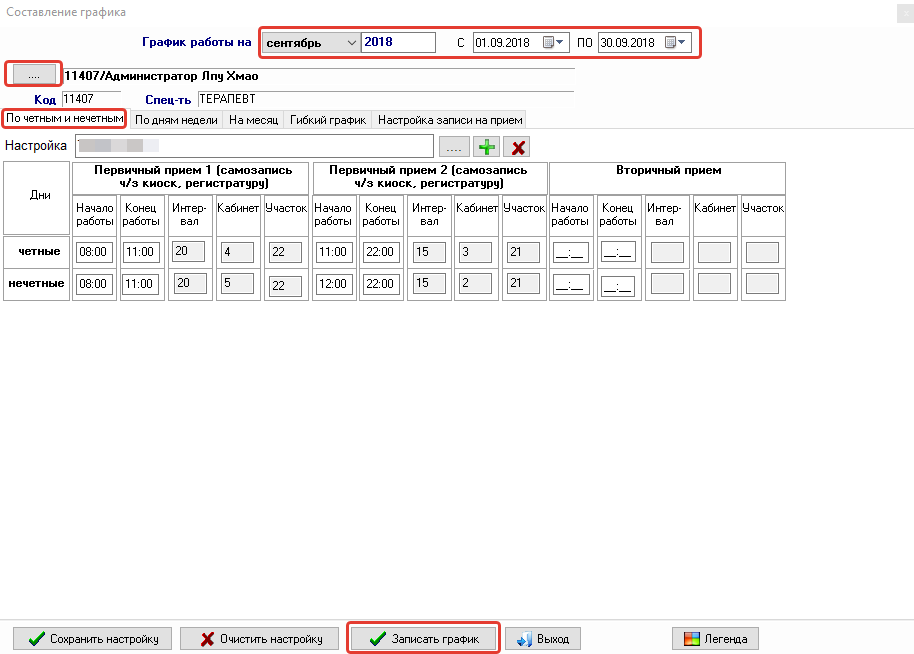 Составление графика
x
График работы на сентябрь 2018 С 01.09.2018 ПО 30.09.2018
.... 11407/Администратор Лпу Хмао
Код 11407 Спец-ть ТЕРАПЕВТ
По четным и нечетным По дням недели На месяц Гибкий график Настройка записи на прием
Настройка ....
Дни
Первичный прием 1 (самозапись
ч/з киоск, регистратуру)
Первичный прием 2 (самозапись
ч/з киоск, регистратуру)
Вторичный прием
Начало Конец Интер- Кабинет Участок Начало Конец Интер- Кабинет Участок Начало Конец Интер- Кабинет Участок
работы работы вал работы работы вал работы работы вал
четные 08:00 11:00 20 4 22 11:00 22:00 15 3 21 __:__ __:__
нечетные 08:00 11:00 20 5 22 12:00 22:00 15 2 21 __:__ __:__
Сохранить настройку Очистить настройку Записать график Выход Легенда